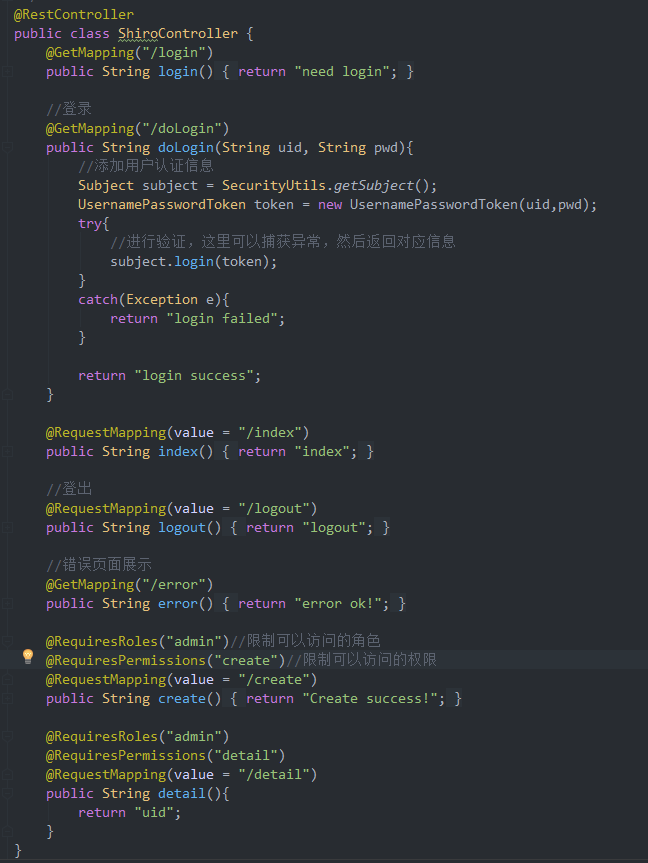 @RestController
public class ShiroController {
@GetMapping("/login")
public String login() { return "need login"; }
//登录
@GetMapping("/doLogin")
public String doLogin(String uid, String pwd){
//添加用户认证信息
Subject subject = SecurityUtils.getSubject();
UsernamePasswordToken token = new UsernamePasswordToken(uid,pwd);
try{
//进行验证，这里可以捕获异常，然后返回对应信息
subject.login(token);
}
catch(Exception e){
return "login failed";
}
return "login success";
}
@RequestMapping(value = "/index")
public String index() { return "index"; }
//登出
@RequestMapping(value = "/logout")
public String logout() { return "logout"; }
//错误页面展示
@GetMapping("/error")
public String error() { return "error ok!"; }
@RequiresRoles("admin")//限制可以访问的角色
@RequiresPermissions("create")//限制可以访问的权限
@RequestMapping(value = "/create")
public String create() { return "Create success!"; }
@RequiresRoles("admin")
@RequiresPermissions("detail")
@RequestMapping(value = "/detail")
public String detail(){
return "uid";
}
}